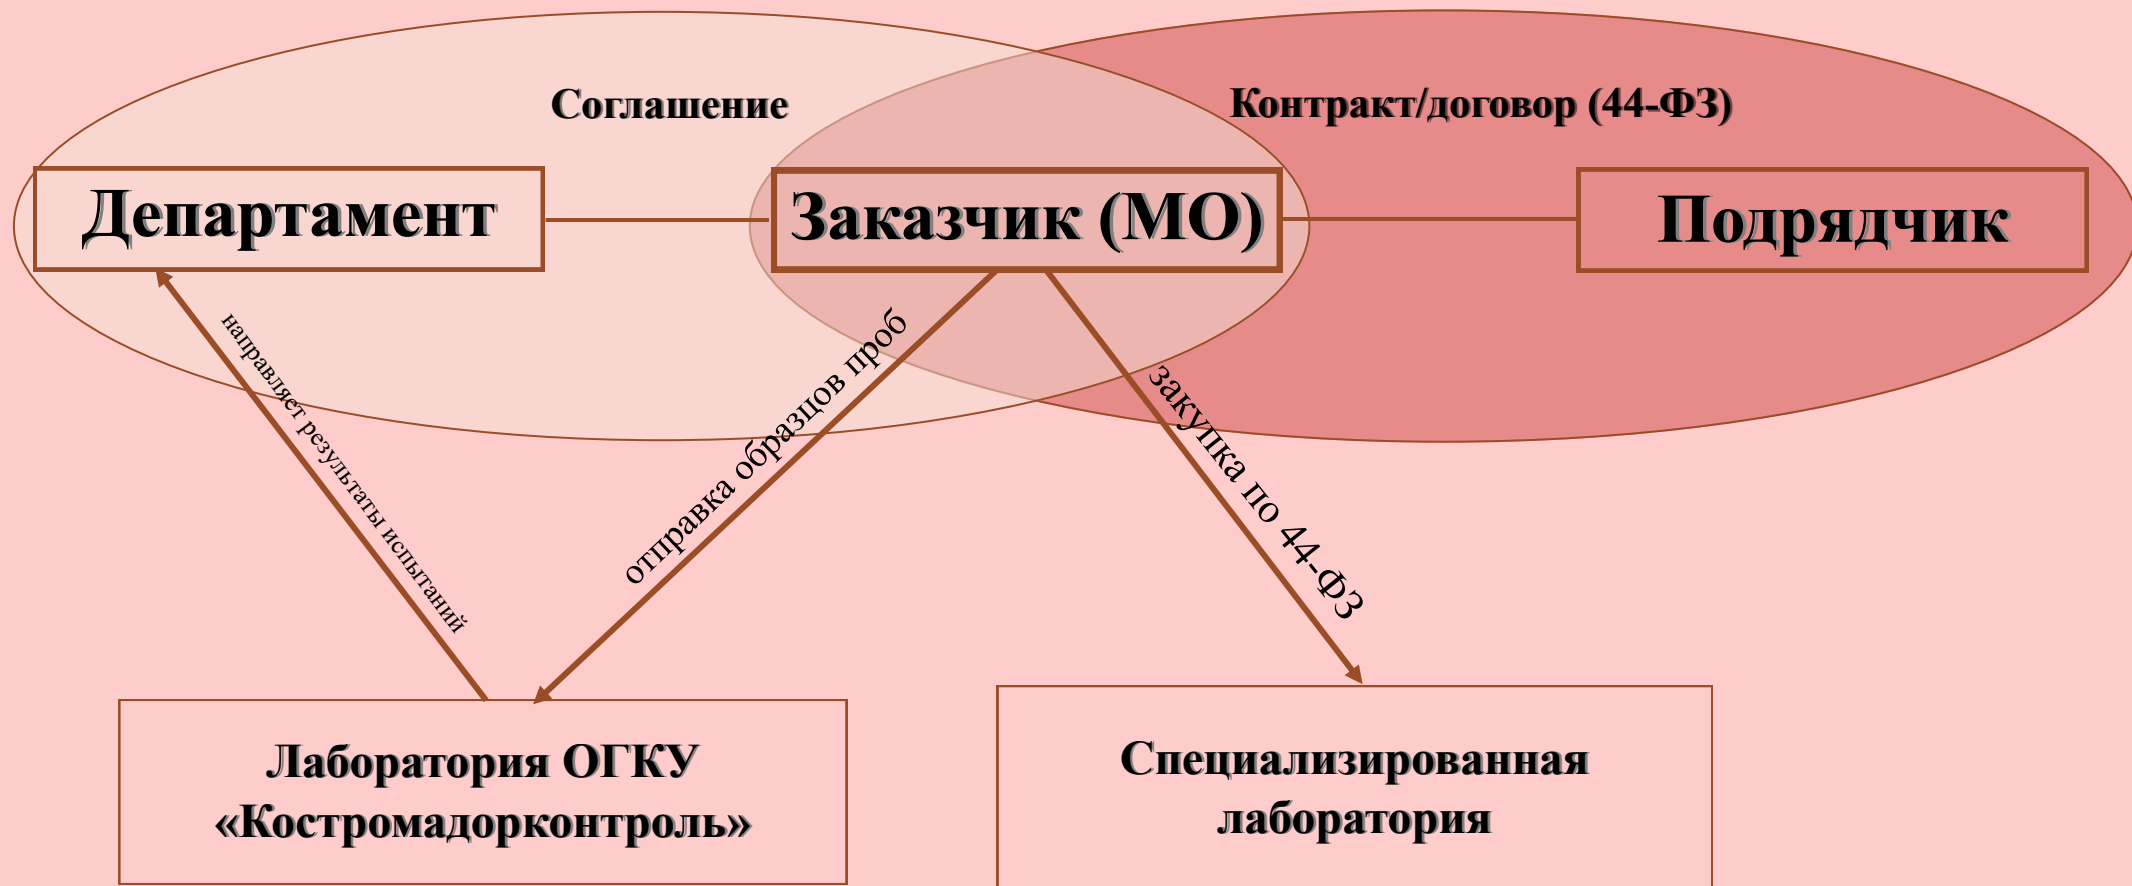 Соглашение
Контракт/договор (44-ФЗ)
Департамент
Заказчик (МО)
Подрядчик
направляет результаты испытаний
отправка образцов проб
закупка по 44-ФЗ
Лаборатория ОГКУ
«Костромадорконтроль»
Специализированная
лаборатория